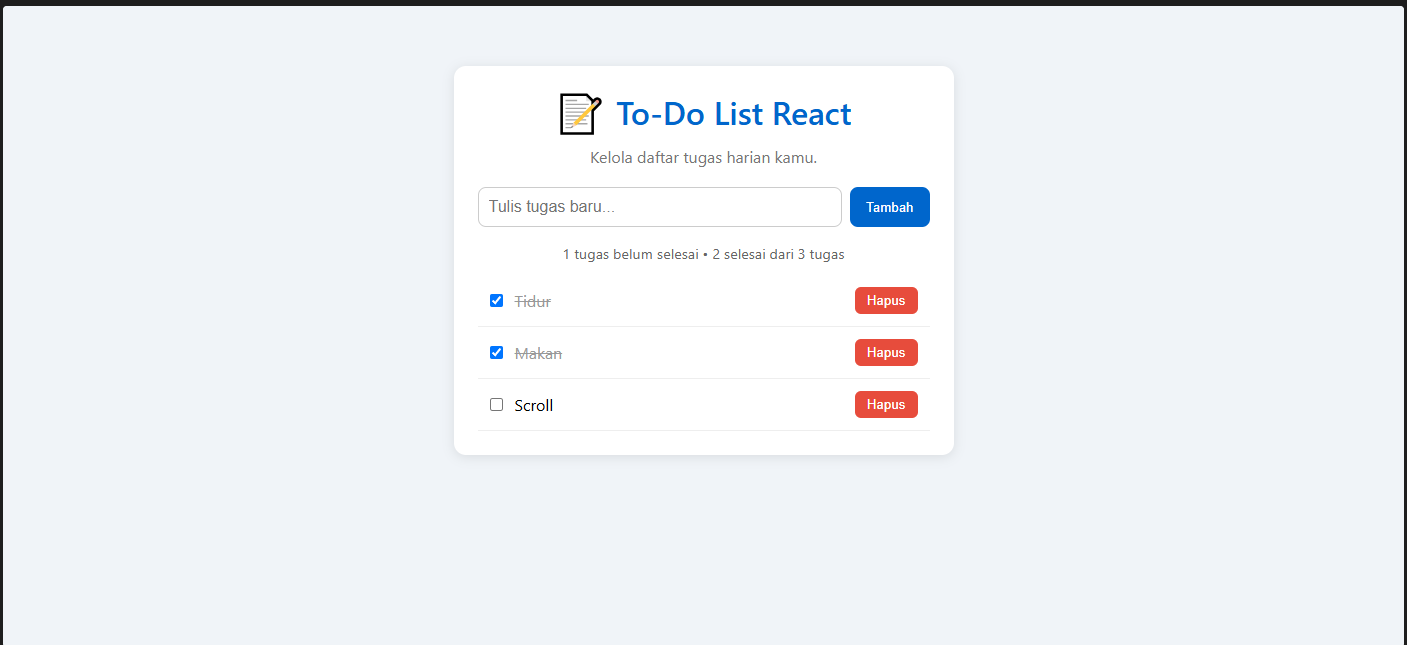 To-Do List React
Kelola daftar tugas harian kamu.
Tulis tugas baru...
Tambah
1 tugas belum selesai • 2 selesai dari 3 tugas
Tidur
Hapus
Makan
Hapus
Scroll
Hapus